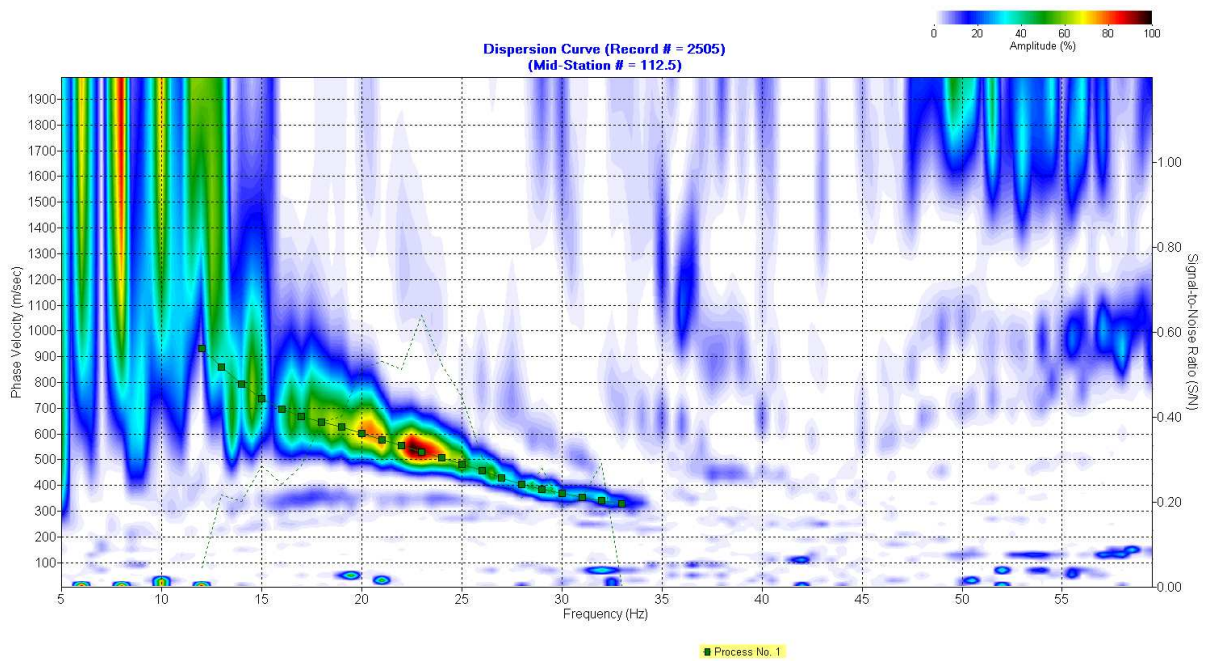 0 20 40 60 80 100
Amplitude (%)
Dispersion Curve (Record # = 2505)
(Mid-Station # = 112.5)
1900
1800
1700
1600
1500
1400
1300
1200
1100
1000
900
800
700
600
500
400
300
200
100
Phase Velocity (m/sec)
1.00
0.80
0.60
0.40
0.20
0.00
Signal-to-Noise Ratio (S/N)
5 10 15 20 25 30 35 40 45 50 55
Frequency (Hz)
Process No. 1